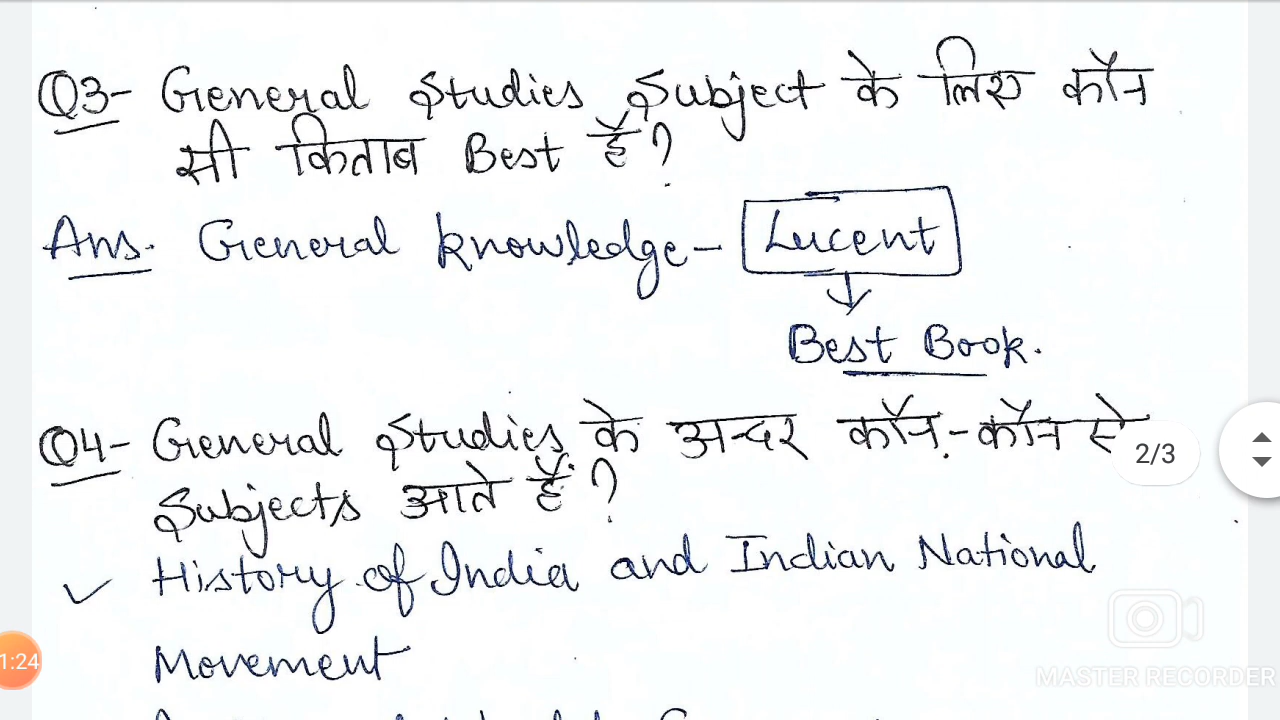 Q3- General Studies Subject के लिए कौन
सी किताब Best है?
Ans. General knowledge- Lucent
Best Book.
Q4- General Studies के अन्दर कौन-कौन से
Subjects आते हैं?
2/3
History of India and Indian National
Movement
1:24
MASTER RECORDER